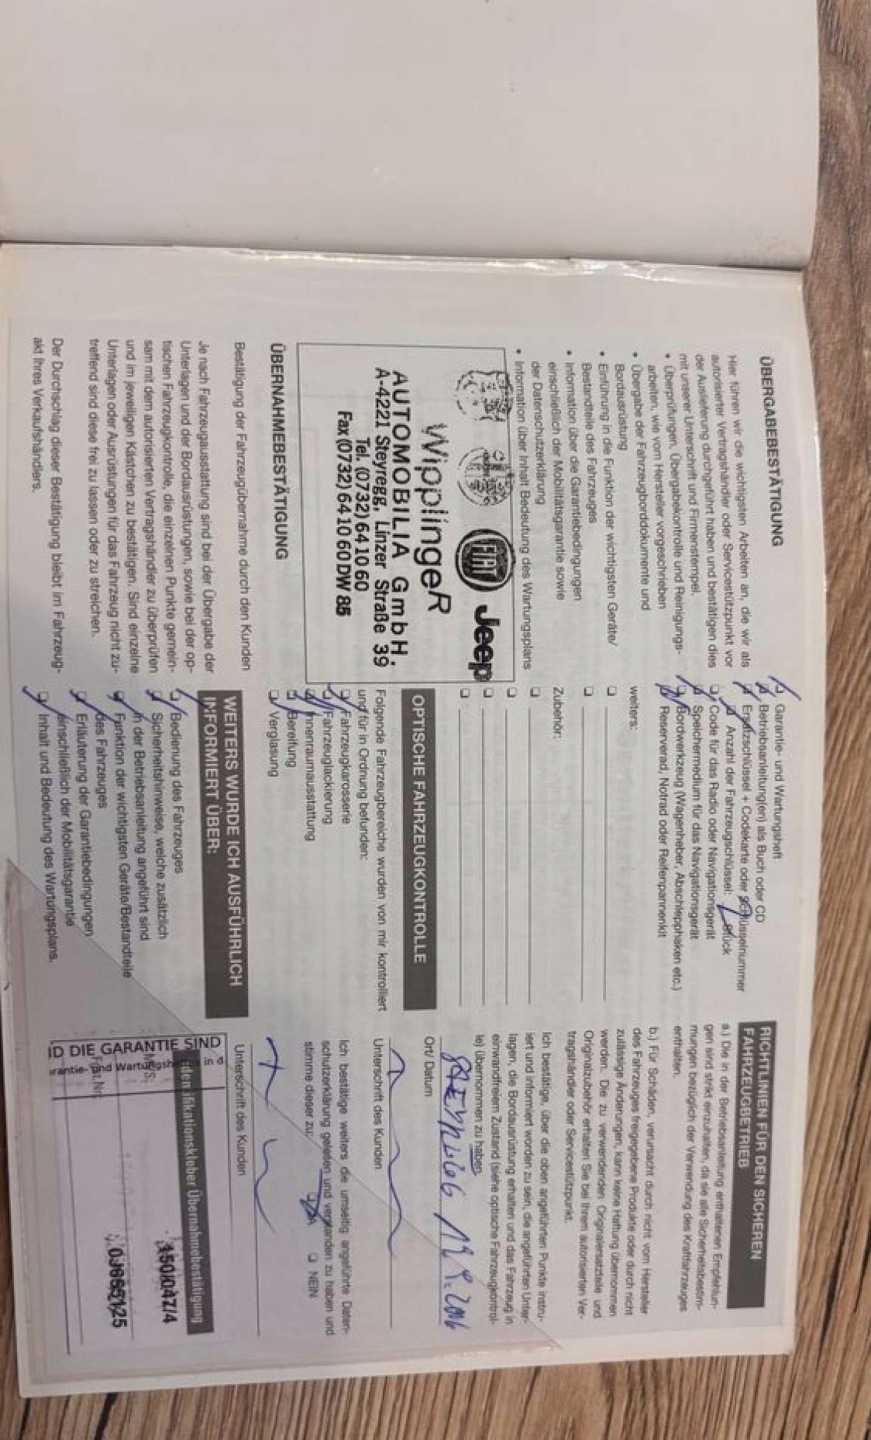 ÜBERGABEBESTÄTIGUNG
Hier führen wir die wichtigsten Arbeiten an, die wir als
autorisierter Vertragshändler oder Servicestützpunkt vor
der Auslieferung durchgeführt haben und bestätigen dies
mit unserer Unterschrift und Firmenstempel.
• Überprüfungen, Übergabekontrolle und Reinigungs-
arbeiten, wie vom Hersteller vorgeschrieben
• Übergabe der Fahrzeugborddokumente und
Bordausrüstung
• Einführung in die Funktion der wichtigsten Geräte/
Bestandteile des Fahrzeuges
• Information über die Garantiebedingungen
einschließlich der Mobilitätsgarantie sowie
der Datenschutzerklärung
• Information über Inhalt Bedeutung des Wartungsplans
FIAT Jeep
WipplingeR
AUTOMOBILIA GmbH.
A-4221 Steyregg, Linzer Straße 39
Tel. (0732) 64 10 60
Fax (0732) 64 10 60 DW 85
ÜBERNAHMEBESTÄTIGUNG
Bestätigung der Fahrzeugübernahme durch den Kunden
Je nach Fahrzeugausstattung sind bei der Übergabe der
Unterlagen und der Bordausrüstungen, sowie bei der op-
tischen Fahrzeugkontrolle, die einzelnen Punkte gemein-
sam mit dem autorisierten Vertragshändler zu überprüfen
und im jeweiligen Kästchen zu bestätigen. Sind einzelne
Unterlagen oder Ausrüstungen für das Fahrzeug nicht zu-
treffend sind diese frei zu lassen oder zu streichen.
Der Durchschlag dieser Bestätigung bleibt im Fahrzeug-
akt Ihres Verkaufshändlers.
Garantie- und Wartungsheft
Betriebsanleitung(en) als Buch oder CD
Ersatzschlüssel + Codekarte oder Schlüsselnummer
Anzahl der Fahrzeugschlüssel: Stück
Code für das Radio oder Navigationsgerät
Speichermedium für das Navigationsgerät
Bordwerkzeug (Wagenheber, Abschlepphaken etc.)
Reserverad, Notrad oder Reifenpannenkit
weiters:
Zubehör:
OPTISCHE FAHRZEUGKONTROLLE
Folgende Fahrzeugbereiche wurden von mir kontrolliert
und für in Ordnung befunden:
Fahrzeugkarosserie
Fahrzeuglackierung
Innenraumausstattung
Bereifung
Verglasung
WEITERS WURDE ICH AUSFÜHRLICH
INFORMIERT ÜBER:
Bedienung des Fahrzeuges
Sicherheitshinweise, welche zusätzlich
in der Betriebsanleitung angeführt sind
Funktion der wichtigsten Geräte/Bestandteile
des Fahrzeuges
Erläuterung der Garantiebedingungen
einschließlich der Mobilitätsgarantie
Inhalt und Bedeutung des Wartungsplans.
RICHTLINIEN FÜR DEN SICHEREN
FAHRZEUGBETRIEB
a.) Die in der Betriebsanleitung enthaltenen Empfehlun-
gen sind strikt einzuhalten, da sie alle Sicherheitsbestim-
mungen bezüglich der Verwendung des Kraftfahrzeuges
enthalten.
b.) Für Schäden, verursacht durch nicht vom Hersteller
des Fahrzeuges freigegebene Produkte oder durch nicht
zulässige Änderungen, kann keine Haftung übernommen
werden. Die zu verwendenden Originalersatzteile und
Originalzubehör erhalten Sie bei Ihrem autorisierten Ver-
tragshändler oder Servicestützpunkt.
Ich bestätige, über die oben angeführten Punkte instru-
iert und informiert worden zu sein, die angeführten Unter-
lagen, die Bordausrüstung erhalten und das Fahrzeug in
einwandfreiem Zustand (siehe optische Fahrzeugkontrol-
le) übernommen zu haben.
19.9.2016
Ort/ Datum
Unterschrift des Kunden
Ich bestätige weiters die umseitig angeführte Daten-
schutzerklärung gelesen und verstanden zu haben und
stimme dieser zu: JA NEIN
Unterschrift des Kunden
Identifikationskleber Übernahmebestätigung
ID DIE GARANTIE SIND
arantie- und Wartungsheft in d